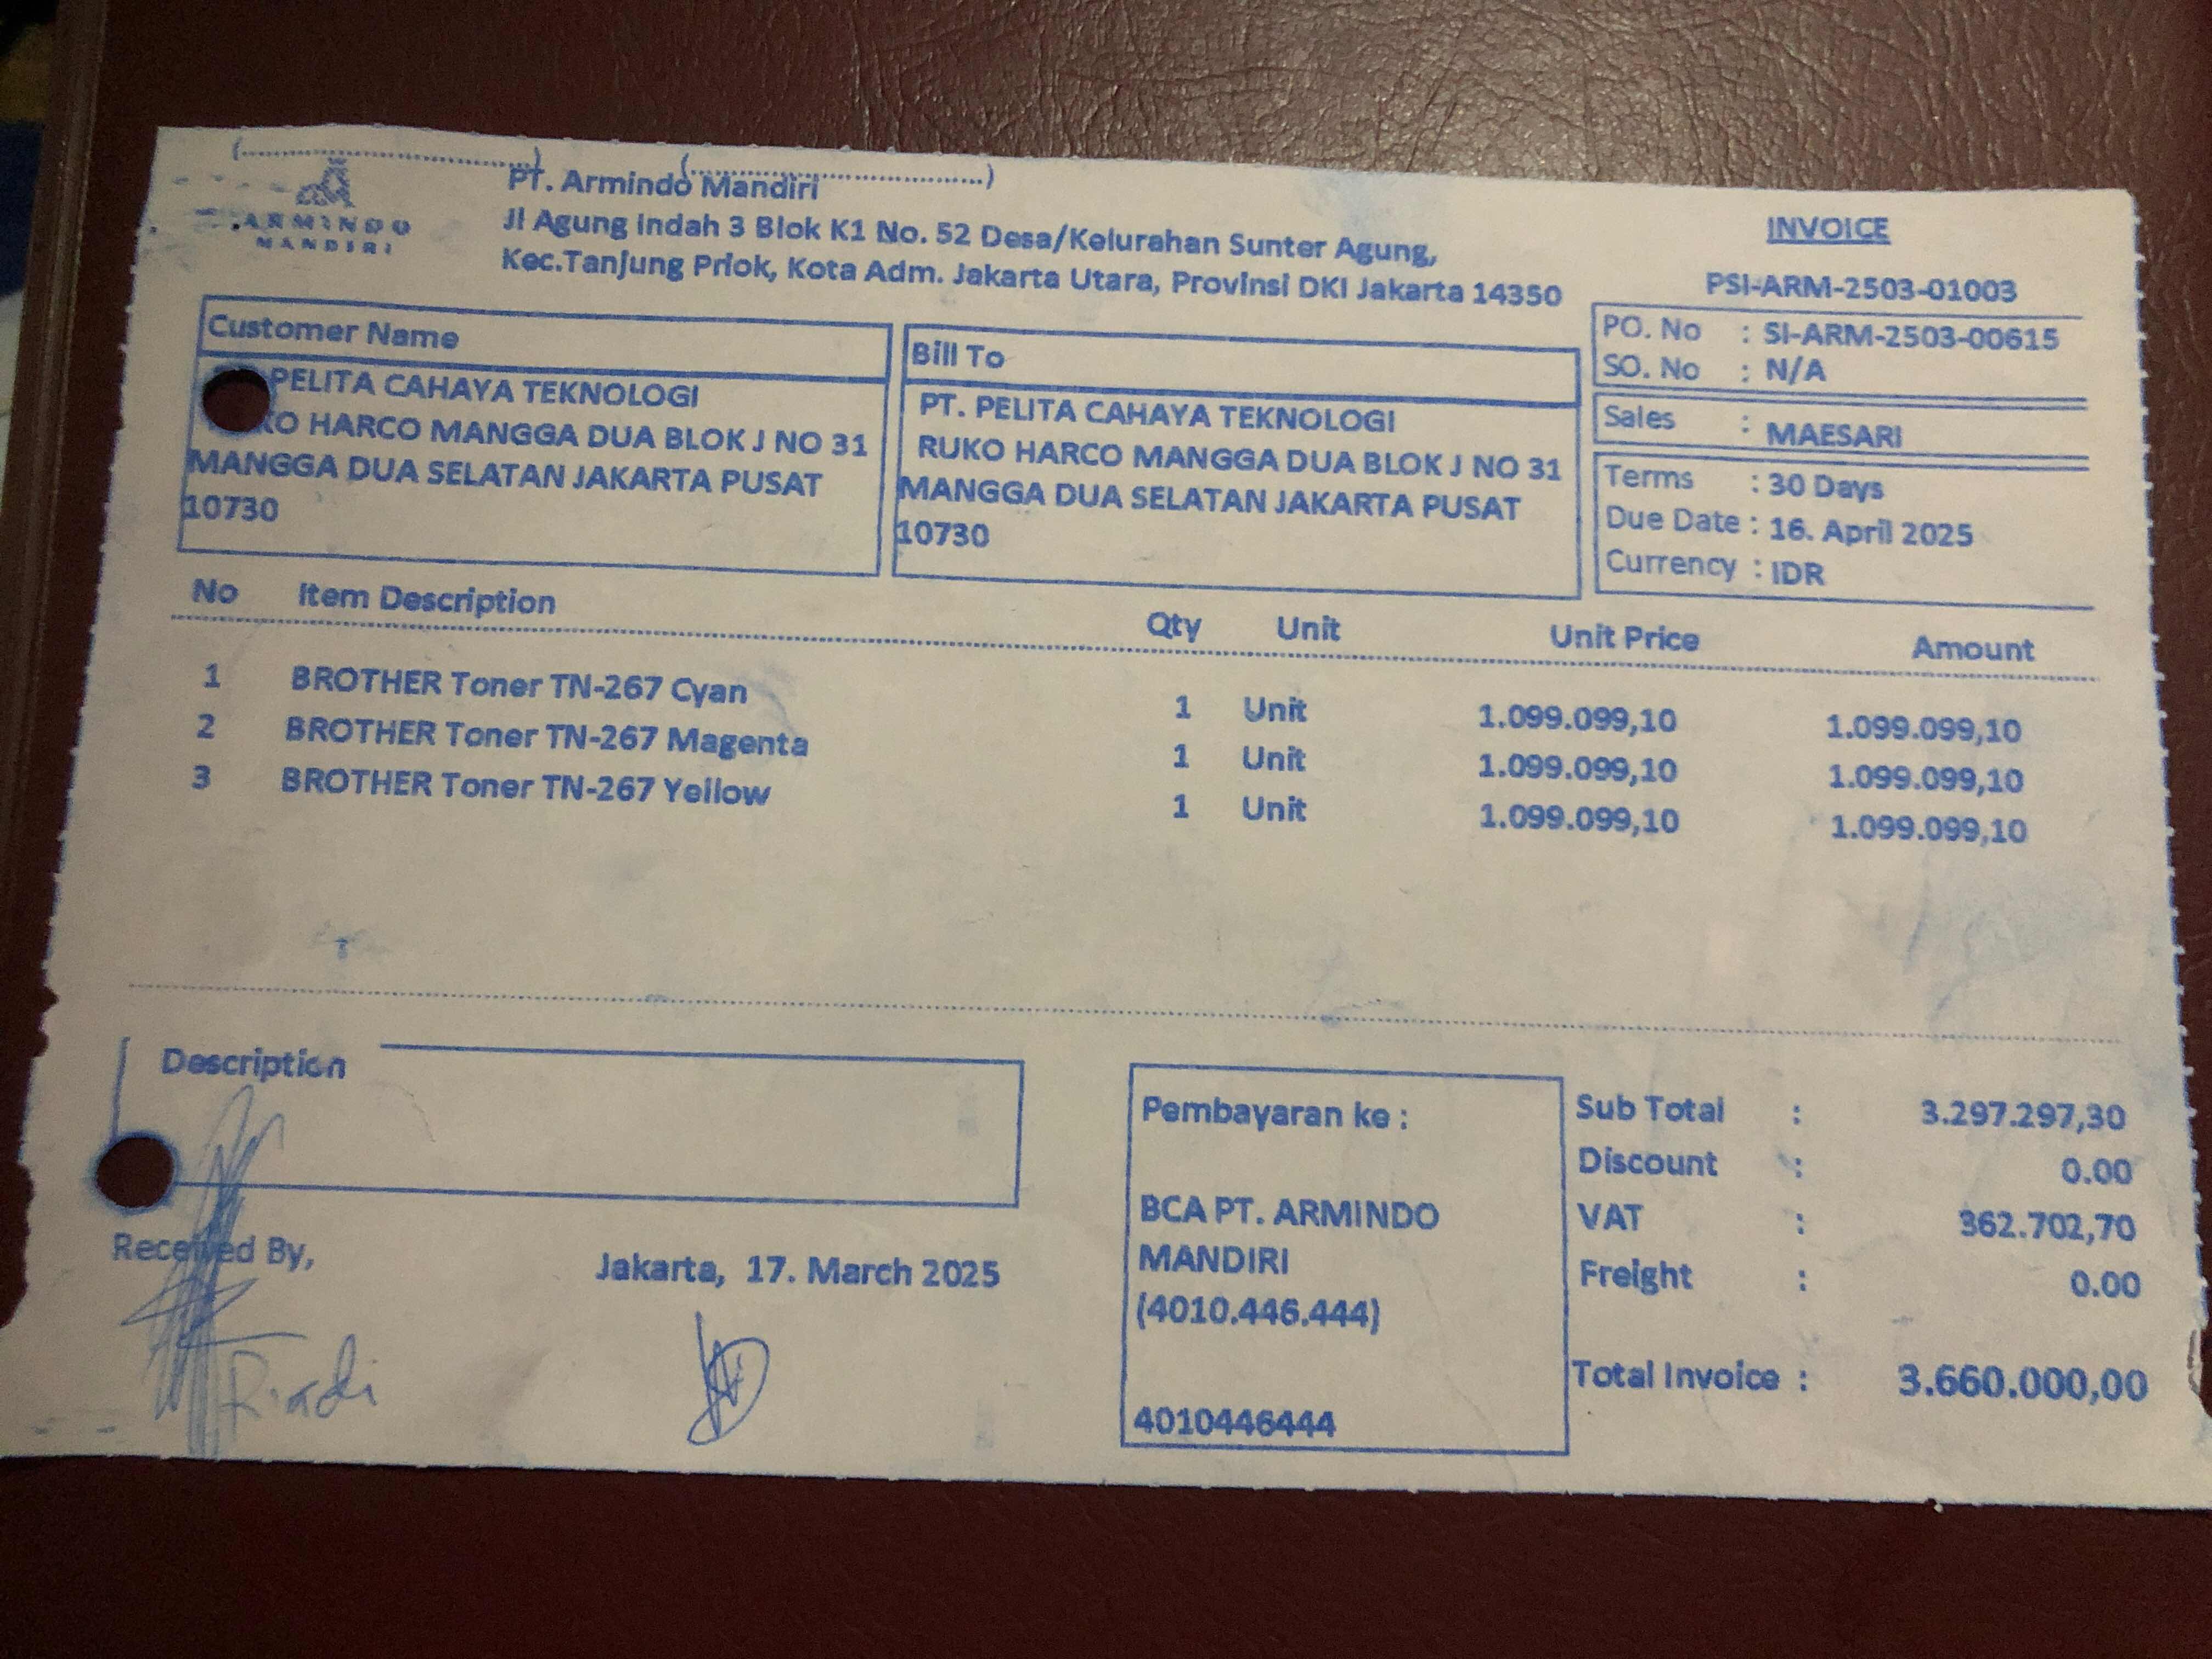 ARMINDO
MANDIRI
PT. Armindo Mandiri
Jl Agung Indah 3 Blok K1 No. 52 Desa/Kelurahan Sunter Agung,
Kec.Tanjung Priok, Kota Adm. Jakarta Utara, Provinsi DKI Jakarta 14350
INVOICE
PSI-ARM-2503-01003
PO. No : SI-ARM-2503-00615
SO. No : N/A
Sales : MAESARI
Terms : 30 Days
Due Date : 16. April 2025
Currency : IDR
Customer Name
PELITA CAHAYA TEKNOLOGI
KO HARCO MANGGA DUA BLOK J NO 31
MANGGA DUA SELATAN JAKARTA PUSAT
10730
Bill To
PT. PELITA CAHAYA TEKNOLOGI
RUKO HARCO MANGGA DUA BLOK J NO 31
MANGGA DUA SELATAN JAKARTA PUSAT
10730
No Item Description Qty Unit Unit Price Amount
1 BROTHER Toner TN-267 Cyan 1 Unit 1.099.099,10 1.099.099,10
2 BROTHER Toner TN-267 Magenta 1 Unit 1.099.099,10 1.099.099,10
3 BROTHER Toner TN-267 Yellow 1 Unit 1.099.099,10 1.099.099,10
Description
Received By,
Riadi
Jakarta, 17. March 2025
Pembayaran ke :
BCA PT. ARMINDO
MANDIRI
(4010.446.444)
4010446444
Sub Total : 3.297.297,30
Discount : 0.00
VAT : 362.702,70
Freight : 0.00
Total Invoice : 3.660.000,00